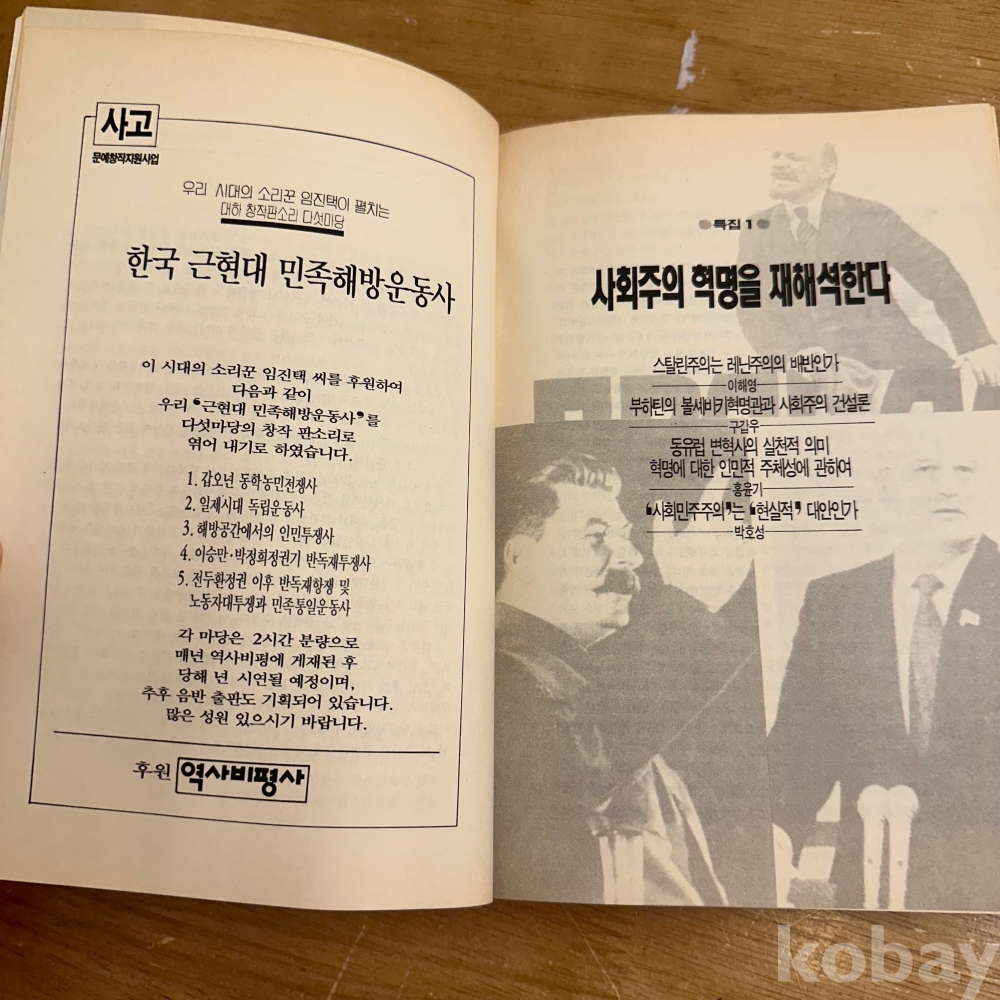 사고
문예창작지원사업
우리 시대의 소리꾼 임진택이 펼치는
대하 창작판소리 다섯마당
한국 근현대 민족해방운동사
이 시대의 소리꾼 임진택 씨를 후원하여
다음과 같이
우리 "근현대 민족해방운동사"를
다섯마당의 창작 판소리로
엮어 내기로 하였습니다.
1. 갑오년 동학농민전쟁사
2. 일제시대 독립운동사
3. 해방공간에서의 인민투쟁사
4. 이승만·박정희정권기 반독재투쟁사
5. 전두환정권 이후 반독재항쟁 및
노동자대투쟁과 민족통일운동사
각 마당은 2시간 분량으로
매년 역사비평에 게재된 후
당해 년 시연될 예정이며,
추후 음반 출판도 기획되어 있습니다.
많은 성원 있으시기 바랍니다.
후원 역사비평사
특집 1
사회주의 혁명을 재해석한다
스탈린주의는 레닌주의의 배반인가
이해영
부하린의 볼셰비키혁명관과 사회주의 건설론
구갑우
동유럽 변혁사의 실천적 의미
혁명에 대한 인민적 주체성에 관하여
홍윤기
'사회민주주의'는 '현실적' 대안인가
박호성
kobay